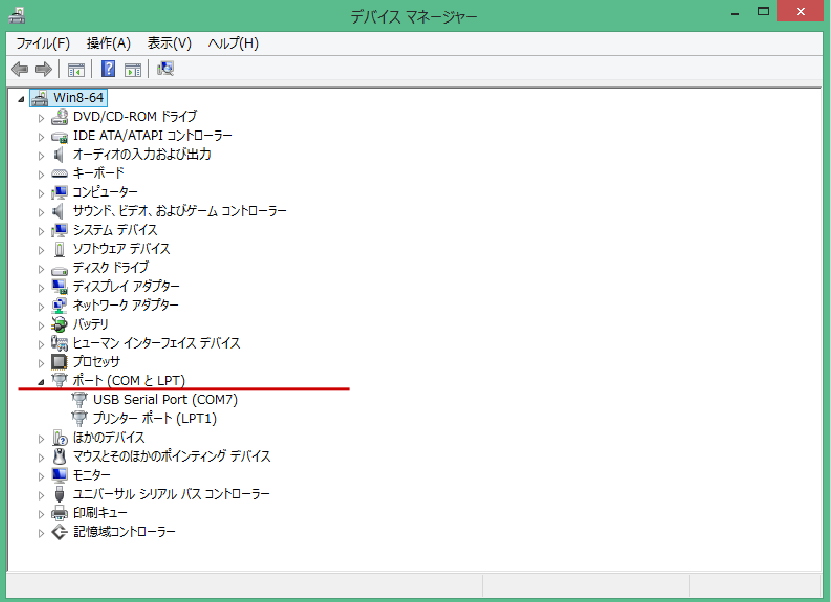 デバイス マネージャー
ファイル(F) 操作(A) 表示(V) ヘルプ(H)
Win8-64
DVD/CD-ROM ドライブ
IDE ATA/ATAPI コントローラー
オーディオの入力および出力
キーボード
コンピューター
サウンド、ビデオ、およびゲーム コントローラー
システム デバイス
ソフトウェア デバイス
ディスク ドライブ
ディスプレイ アダプター
ネットワーク アダプター
バッテリ
ヒューマン インターフェイス デバイス
プロセッサ
ポート (COM と LPT)
USB Serial Port (COM7)
プリンター ポート (LPT1)
ほかのデバイス
マウスとそのほかのポインティング デバイス
モニター
ユニバーサル シリアル バス コントローラー
印刷キュー
記憶域コントローラー